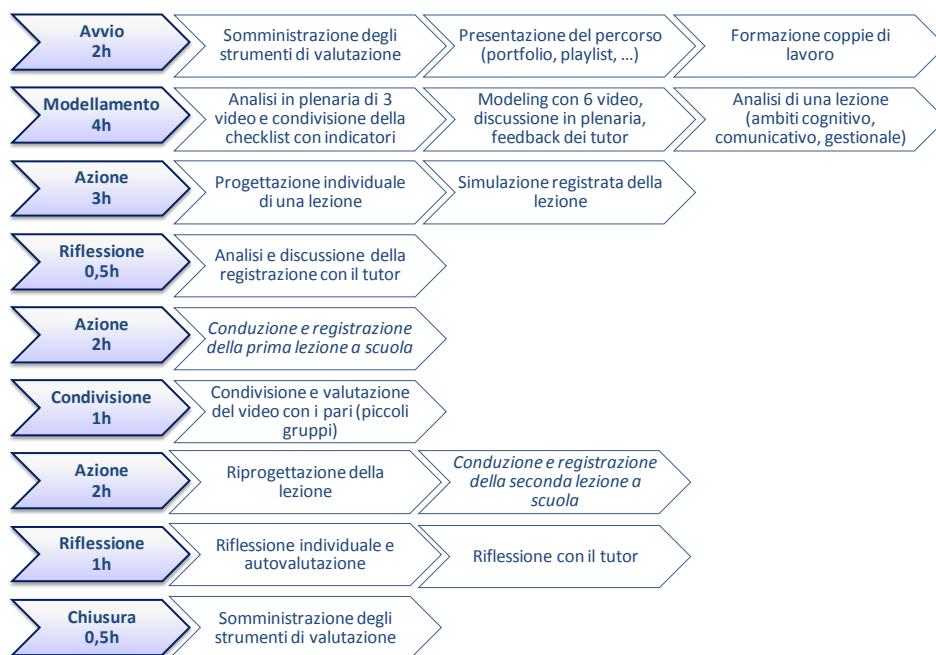 Avvio
2h
Somministrazione degli
strumenti di valutazione
Presentazione del percorso
(portfolio, playlist, …)
Formazione coppie di
lavoro
Modellamento
4h
Analisi in plenaria di 3
video e condivisione della
checklist con indicatori
Modeling con 6 video,
discussione in plenaria,
feedback dei tutor
Analisi di una lezione
(ambiti cognitivo,
comunicativo, gestionale)
Azione
3h
Progettazione individuale
di una lezione
Simulazione registrata della
lezione
Riflessione
0,5h
Analisi e discussione della
registrazione con il tutor
Azione
2h
Conduzione e registrazione
della prima lezione a scuola
Condivisione
1h
Condivisione e valutazione
del video con i pari (piccoli
gruppi)
Azione
2h
Riprogettazione della
lezione
Conduzione e registrazione
della seconda lezione a
scuola
Riflessione
1h
Riflessione individuale e
autovalutazione
Riflessione con il tutor
Chiusura
0,5h
Somministrazione degli
strumenti di valutazione